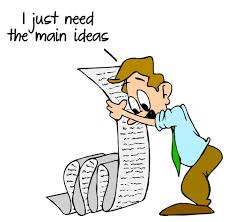 I just need
the main ideas